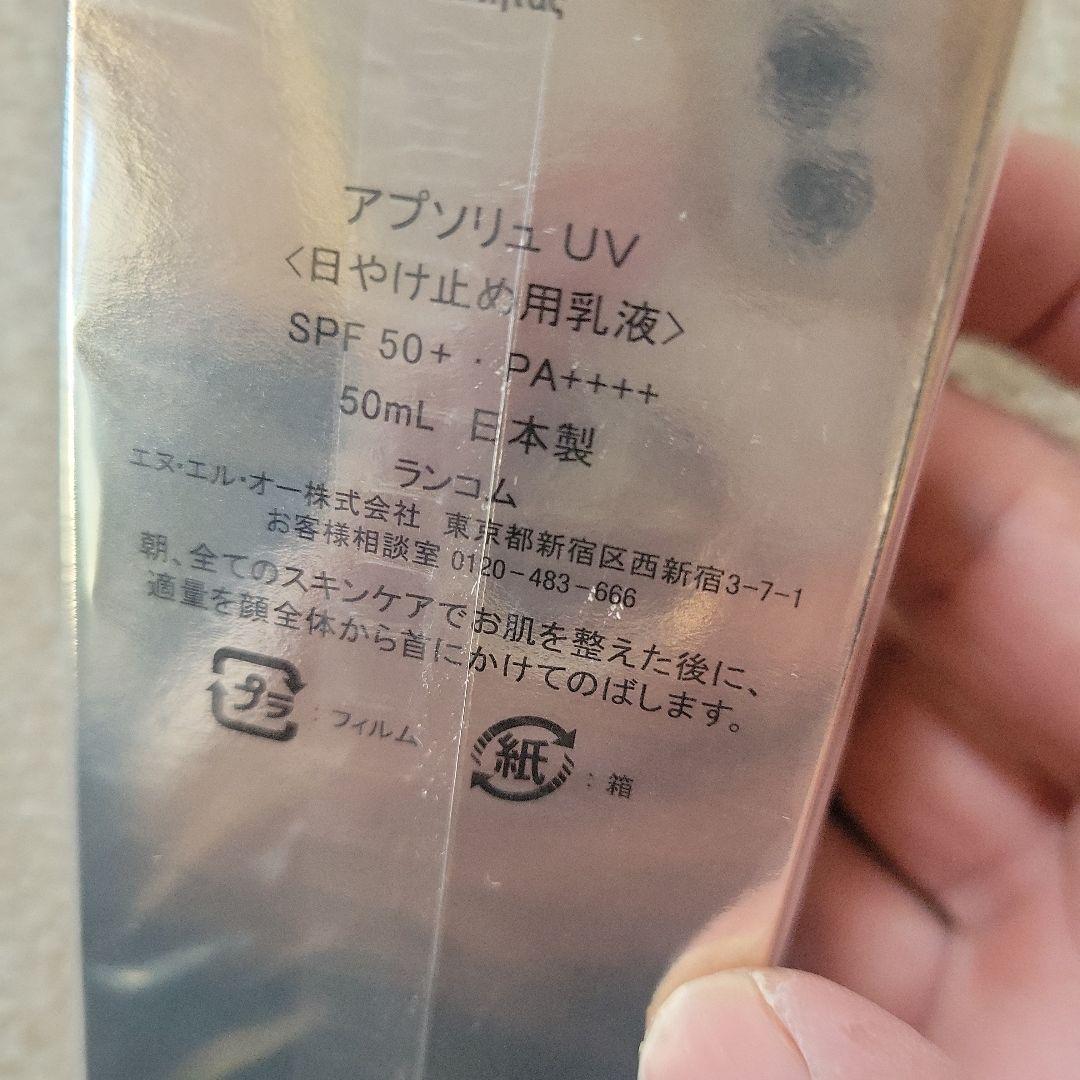 アプソリュ UV
<日やけ止め用乳液>
SPF 50+ · PA++++
50mL 日本製
ランコム
エヌ・エル・オー株式会社 東京都新宿区西新宿3-7-1
お客様相談室 0120-483-666
朝、全てのスキンケアでお肌を整えた後に、
適量を顔全体から首にかけてのばします。
プラ : フィルム
紙 : 箱